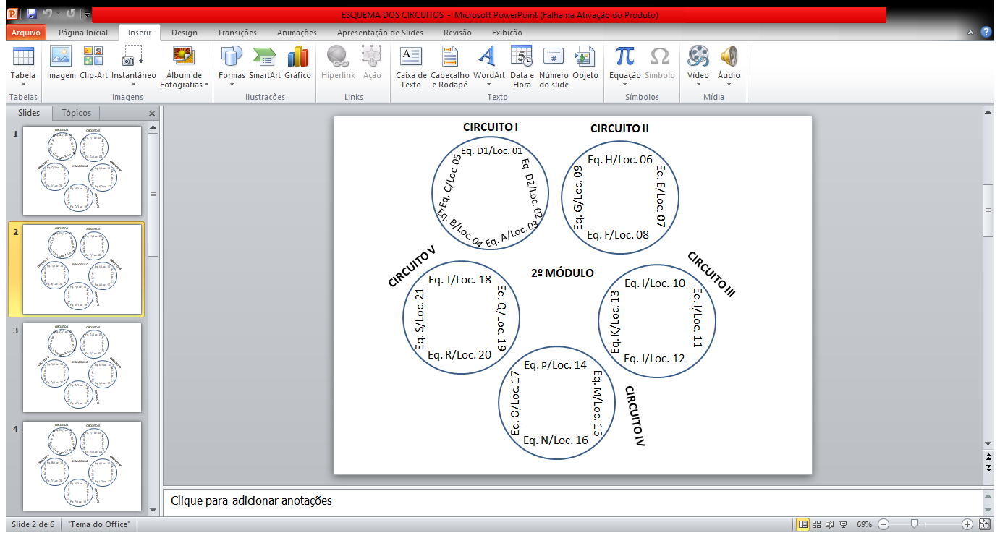 ESQUEMA DOS CIRCUITOS - Microsoft PowerPoint (Falha na Ativação do Produto)
Arquivo Página Inicial Inserir Design Transições Animações Apresentação de Slides Revisão Exibição
Tabela Imagem Clip-Art Instantâneo Álbum de Fotografias Formas SmartArt Gráfico Hiperlink Ação Caixa de Texto Cabeçalho e Rodapé WordArt Data e Hora Número do slide Objeto Equação Símbolo Vídeo Áudio
Tabelas Imagens Ilustrações Links Texto Símbolos Mídia
Slides Tópicos
1
2
3
4
CIRCUITO I
Eq. D1/Loc. 01
Eq. D2/Loc. 02
Eq. A/Loc. 03
Eq. B/Loc. 04
Eq. C/Loc. 05
CIRCUITO II
Eq. H/Loc. 06
Eq. E/Loc. 07
Eq. F/Loc. 08
Eq. G/Loc. 09
2º MÓDULO
CIRCUITO III
Eq. I/Loc. 10
Eq. I/Loc. 11
Eq. J/Loc. 12
Eq. K/Loc. 13
CIRCUITO IV
Eq. P/Loc. 14
Eq. M/Loc. 15
Eq. N/Loc. 16
Eq. O/Loc. 17
CIRCUITO V
Eq. T/Loc. 18
Eq. Q/Loc. 19
Eq. R/Loc. 20
Eq. S/Loc. 21
Clique para adicionar anotações
Slide 2 de 6 "Tema do Office" 69%